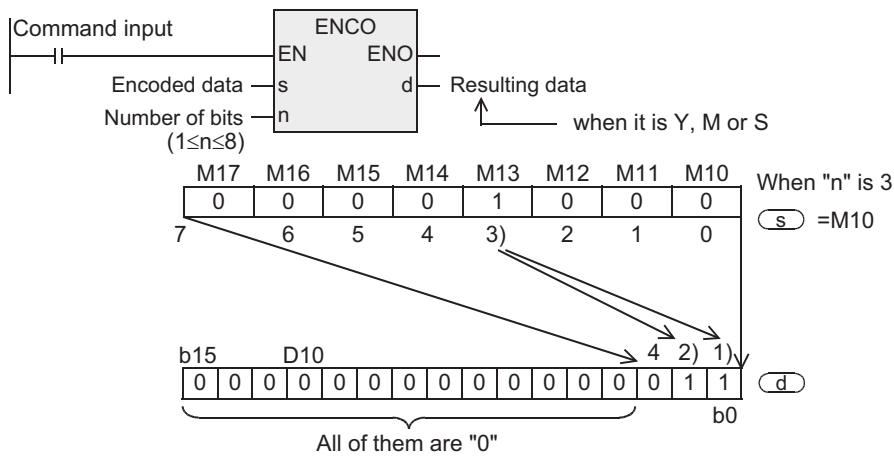 Command input
ENCO
EN ENO
Encoded data s d Resulting data
Number of bits n
(1≤n≤8)
when it is Y, M or S
M17 M16 M15 M14 M13 M12 M11 M10
When "n" is 3
0 0 0 0 1 0 0 0
s =M10
7 6 5 4 3) 2 1 0
4 2) 1)
b15 D10
0 0 0 0 0 0 0 0 0 0 0 0 0 0 1 1
d
b0
All of them are "0"